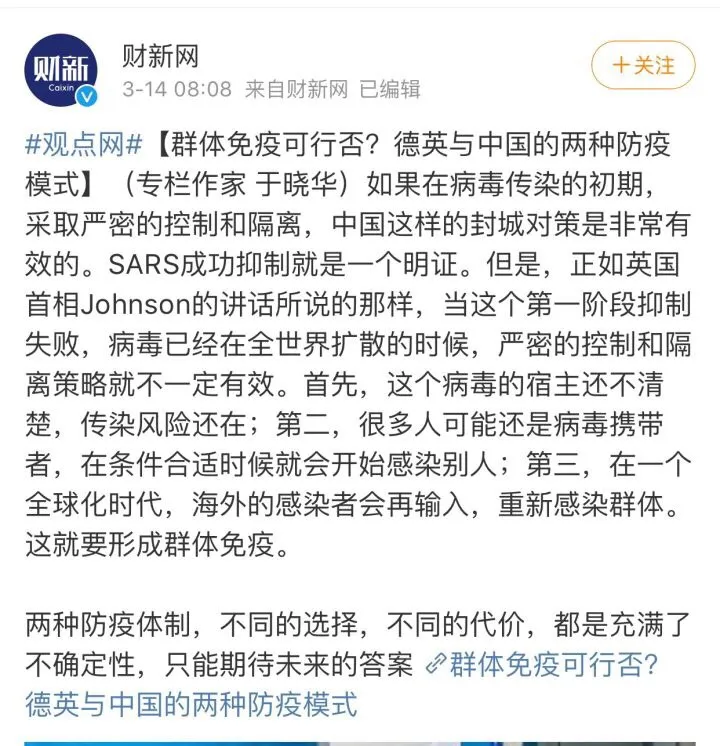 财新
Caixin
财新网
3-14 08:08 来自财新网 已编辑
＋关注
#观点网#【群体免疫可行否？德英与中国的两种防疫
模式】（专栏作家 于晓华）如果在病毒传染的初期，
采取严密的控制和隔离，中国这样的封城对策是非常有
效的。SARS成功抑制就是一个明证。但是，正如英国
首相Johnson的讲话所说的那样，当这个第一阶段抑制
失败，病毒已经在全世界扩散的时候，严密的控制和隔
离策略就不一定有效。首先，这个病毒的宿主还不清
楚，传染风险还在；第二，很多人可能还是病毒携带
者，在条件合适时候就会开始感染别人；第三，在一个
全球化时代，海外的感染者会再输入，重新感染群体。
这就要形成群体免疫。
两种防疫体制，不同的选择，不同的代价，都是充满了
不确定性，只能期待未来的答案 群体免疫可行否？
德英与中国的两种防疫模式